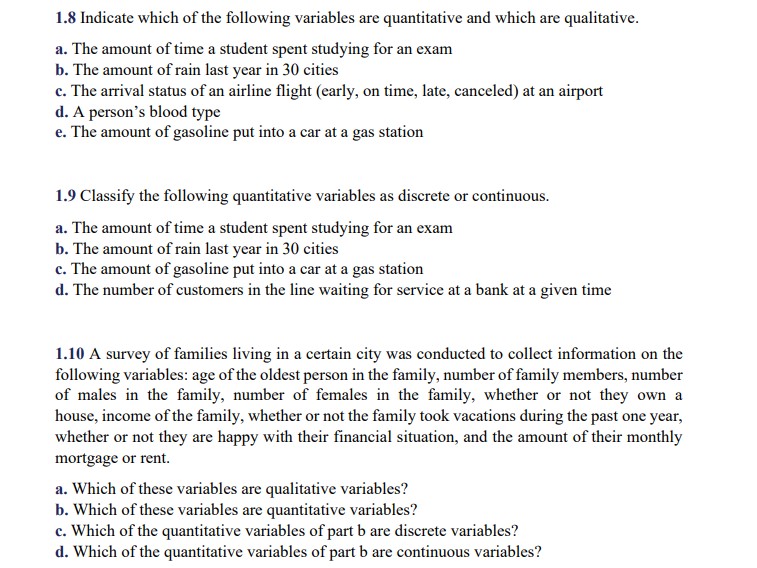 1.8 Indicate which of the following variables are quantitative and which are qualitative.
a. The amount of time a student spent studying for an exam
b. The amount of rain last year in 30 cities
c. The arrival status of an airline flight (early, on time, late, canceled) at an airport
d. A person’s blood type
e. The amount of gasoline put into a car at a gas station
1.9 Classify the following quantitative variables as discrete or continuous.
a. The amount of time a student spent studying for an exam
b. The amount of rain last year in 30 cities
c. The amount of gasoline put into a car at a gas station
d. The number of customers in the line waiting for service at a bank at a given time
1.10 A survey of families living in a certain city was conducted to collect information on the
following variables: age of the oldest person in the family, number of family members, number
of males in the family, number of females in the family, whether or not they own a
house, income of the family, whether or not the family took vacations during the past one year,
whether or not they are happy with their financial situation, and the amount of their monthly
mortgage or rent.
a. Which of these variables are qualitative variables?
b. Which of these variables are quantitative variables?
c. Which of the quantitative variables of part b are discrete variables?
d. Which of the quantitative variables of part b are continuous variables?